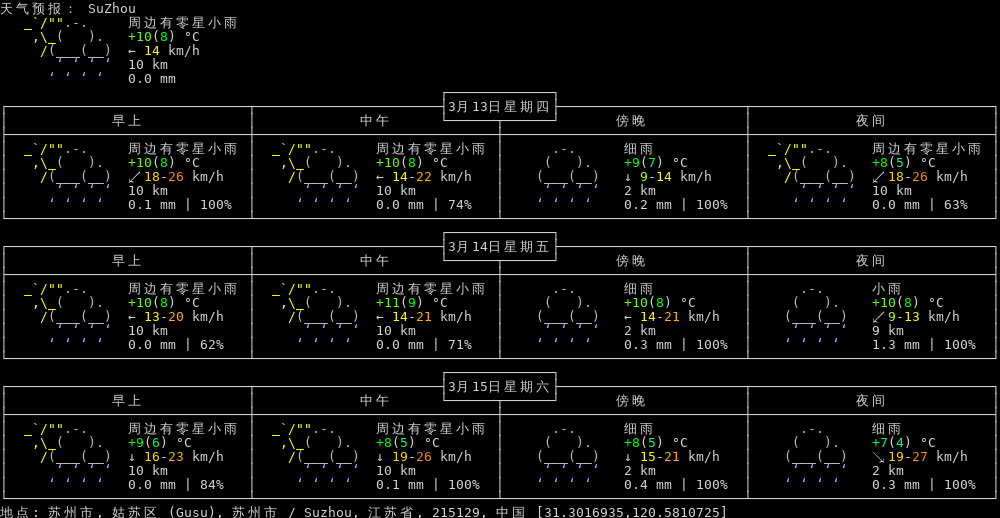 天气预报： SuZhou
周边有零星小雨
+10(8) °C
← 14 km/h
10 km
0.0 mm
3月13日星期四
早上 中午 傍晚 夜间
周边有零星小雨 周边有零星小雨 细雨 周边有零星小雨
+10(8) °C +10(8) °C +9(7) °C +8(5) °C
↙ 18-26 km/h ← 14-22 km/h ↓ 9-14 km/h ↙ 18-26 km/h
10 km 10 km 2 km 10 km
0.1 mm | 100% 0.0 mm | 74% 0.2 mm | 100% 0.0 mm | 63%
3月14日星期五
早上 中午 傍晚 夜间
周边有零星小雨 周边有零星小雨 细雨 小雨
+10(8) °C +11(9) °C +10(8) °C +10(8) °C
← 13-20 km/h ← 14-21 km/h ← 14-21 km/h ↙ 9-13 km/h
10 km 10 km 2 km 9 km
0.0 mm | 62% 0.0 mm | 71% 0.3 mm | 100% 1.3 mm | 100%
3月15日星期六
早上 中午 傍晚 夜间
周边有零星小雨 周边有零星小雨 细雨 细雨
+9(6) °C +8(5) °C +8(5) °C +7(4) °C
↓ 16-23 km/h ↓ 19-26 km/h ↓ 15-21 km/h ↘ 19-27 km/h
10 km 10 km 2 km 2 km
0.0 mm | 84% 0.1 mm | 100% 0.4 mm | 100% 0.3 mm | 100%
地点: 苏州市, 姑苏区 (Gusu), 苏州市 / Suzhou, 江苏省, 215129, 中国 [31.3016935,120.5810725]